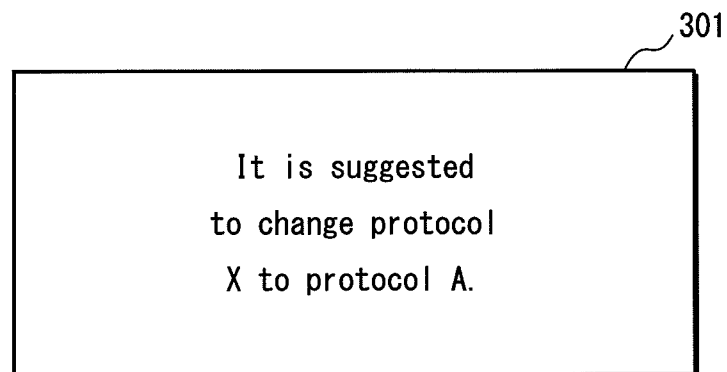 301
It is suggested
to change protocol
X to protocol A.